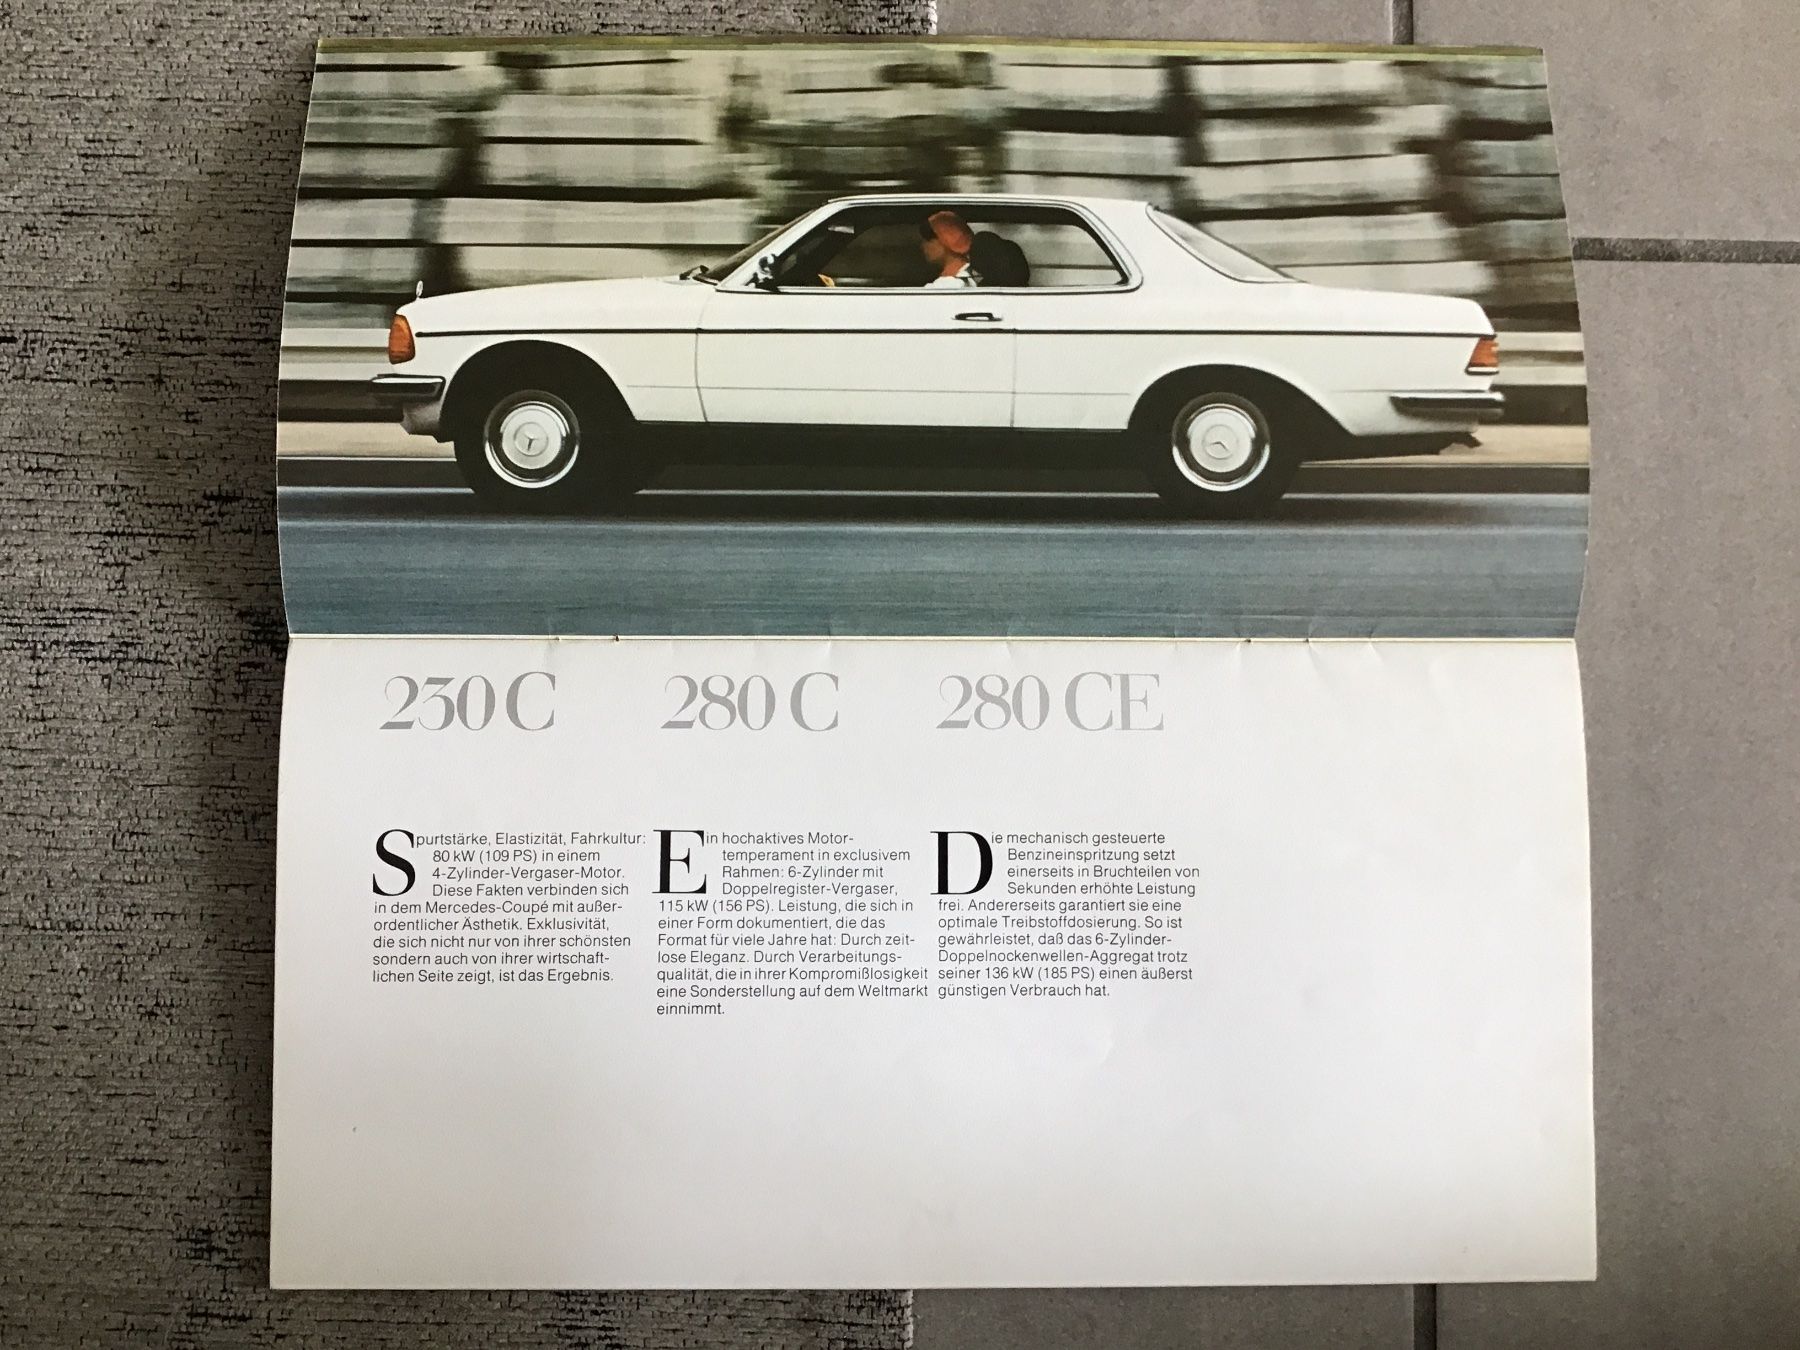 230 C
Spurtstärke, Elastizität, Fahrkultur:
80 kW (109 PS) in einem
4-Zylinder-Vergaser-Motor.
Diese Fakten verbinden sich
in dem Mercedes-Coupé mit außer-
ordentlicher Ästhetik. Exklusivität,
die sich nicht nur von ihrer schönsten
sondern auch von ihrer wirtschaft-
lichen Seite zeigt, ist das Ergebnis.
280 C
Ein hochaktives Motor-
temperament in exclusivem
Rahmen: 6-Zylinder mit
Doppelregister-Vergaser,
115 kW (156 PS). Leistung, die sich in
einer Form dokumentiert, die das
Format für viele Jahre hat: Durch zeit-
lose Eleganz. Durch Verarbeitungs-
qualität, die in ihrer Kompromißlosigkeit
eine Sonderstellung auf dem Weltmarkt
einnimmt.
280 CE
Die mechanisch gesteuerte
Benzineinspritzung setzt
einerseits in Bruchteilen von
Sekunden erhöhte Leistung
frei. Andererseits garantiert sie eine
optimale Treibstoffdosierung. So ist
gewährleistet, daß das 6-Zylinder-
Doppelnockenwellen-Aggregat trotz
seiner 136 kW (185 PS) einen äußerst
günstigen Verbrauch hat.